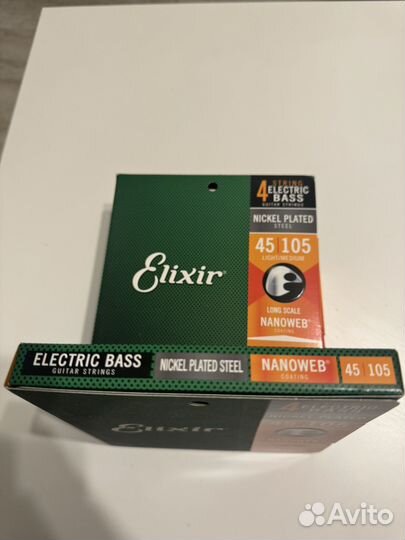 4 STRING
ELECTRIC
BASS
GUITAR STRINGS
NICKEL PLATED
STEEL
45 105
LIGHT/MEDIUM
Elixir®
LONG SCALE
NANOWEB®
COATING
ELECTRIC BASS
GUITAR STRINGS
NICKEL PLATED STEEL
NANOWEB®
COATING
45 105
Elixir®
Avito